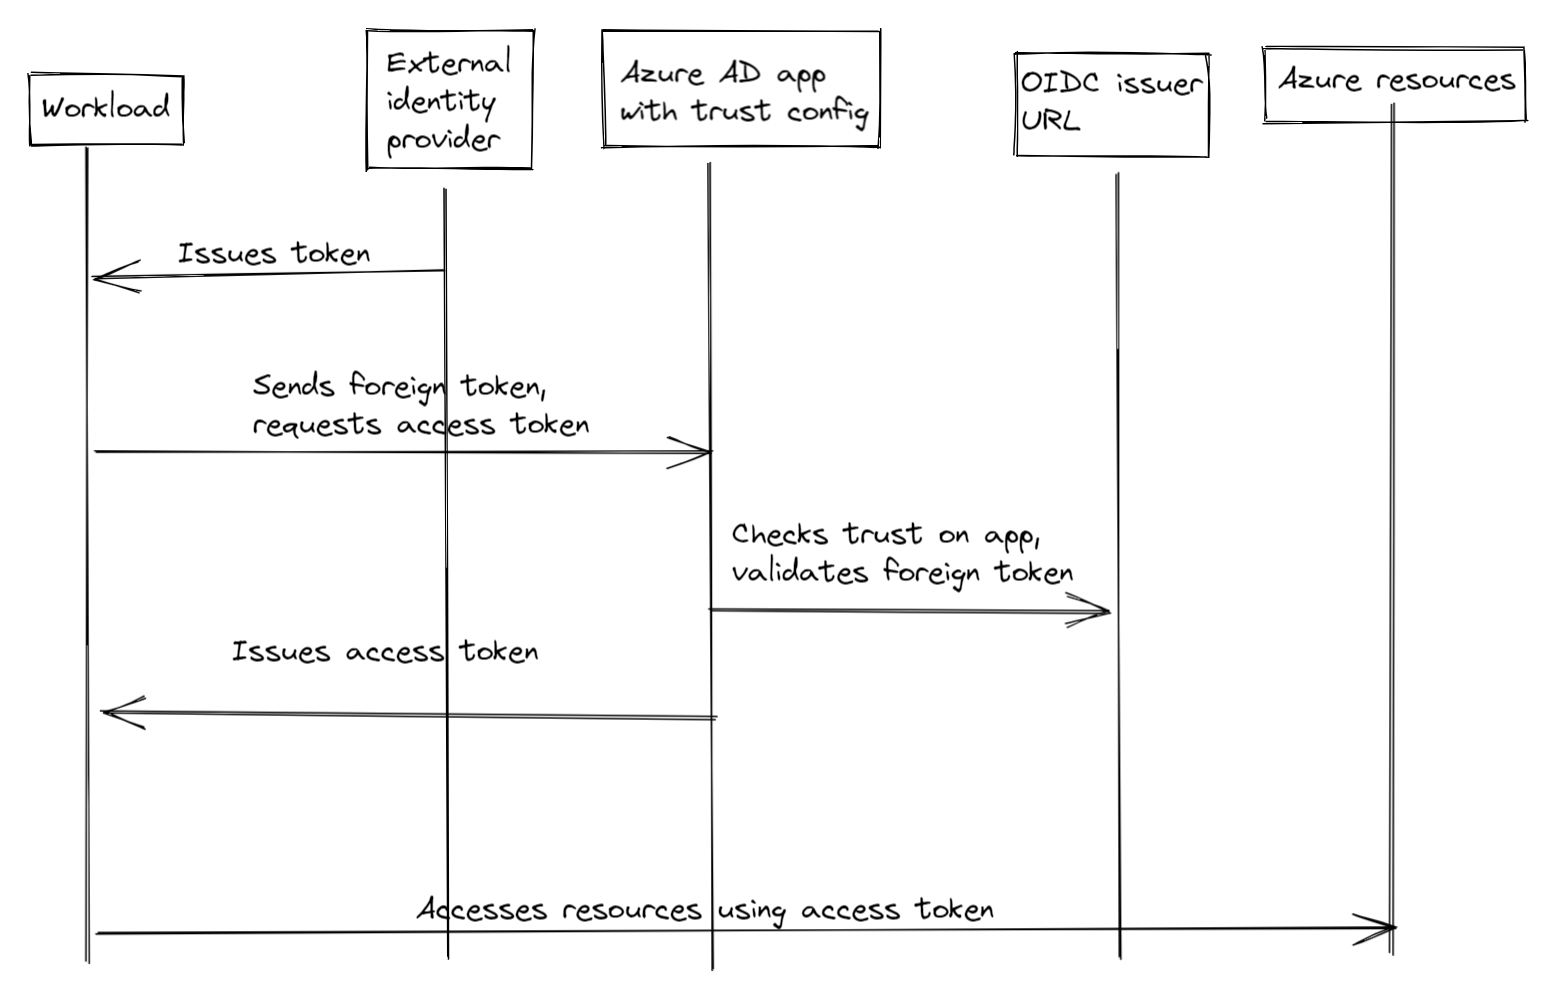 Workload
External
identity
provider
Azure AD app
with trust config
OIDC issuer
URL
Azure resources
Issues token
Sends foreign token,
requests access token
Checks trust on app,
validates foreign token
Issues access token
Accesses resources using access token